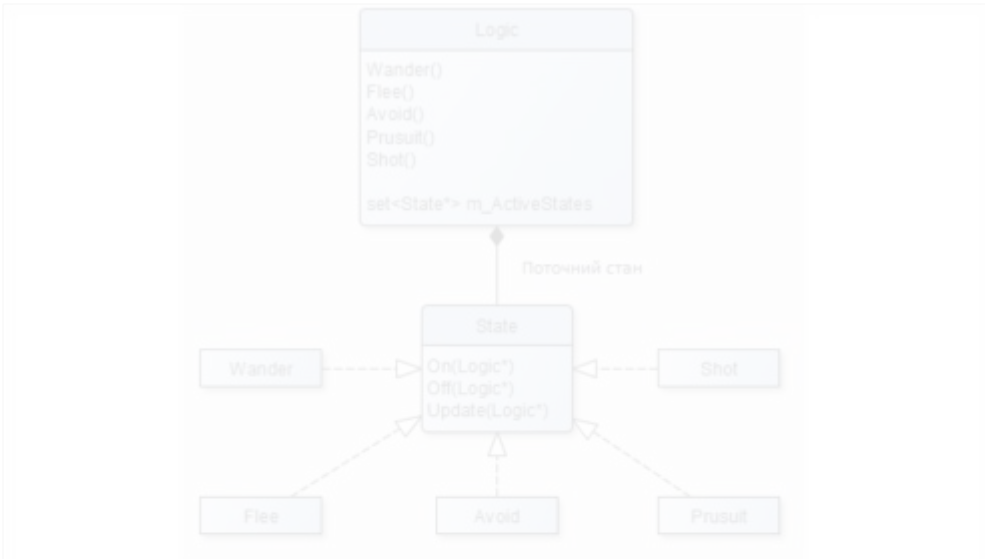 Logic
Wander()
Flee()
Avoid()
Prusuit()
Shot()
set<State*> m_ActiveStates
Поточний стан
State
On(Logic*)
Off(Logic*)
Update(Logic*)
Wander
Shot
Flee
Avoid
Prusuit